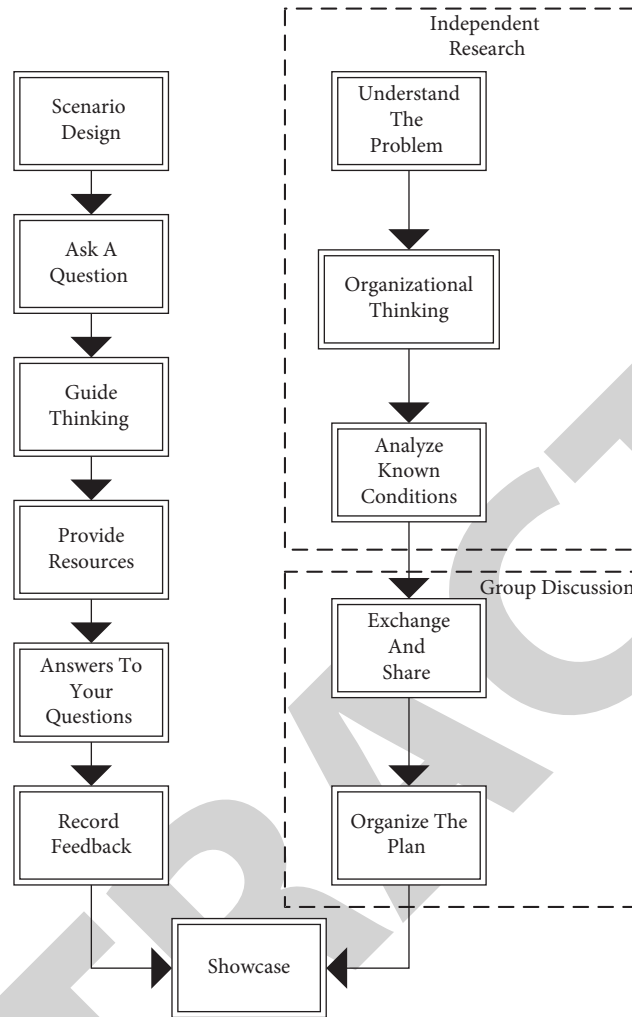 Scenario
Design
Ask A
Question
Guide
Thinking
Provide
Resources
Answers To
Your
Questions
Record
Feedback
Independent
Research
Understand
The
Problem
Organizational
Thinking
Analyze
Known
Conditions
Group Discussion
Exchange
And
Share
Organize The
Plan
Showcase
TRACT